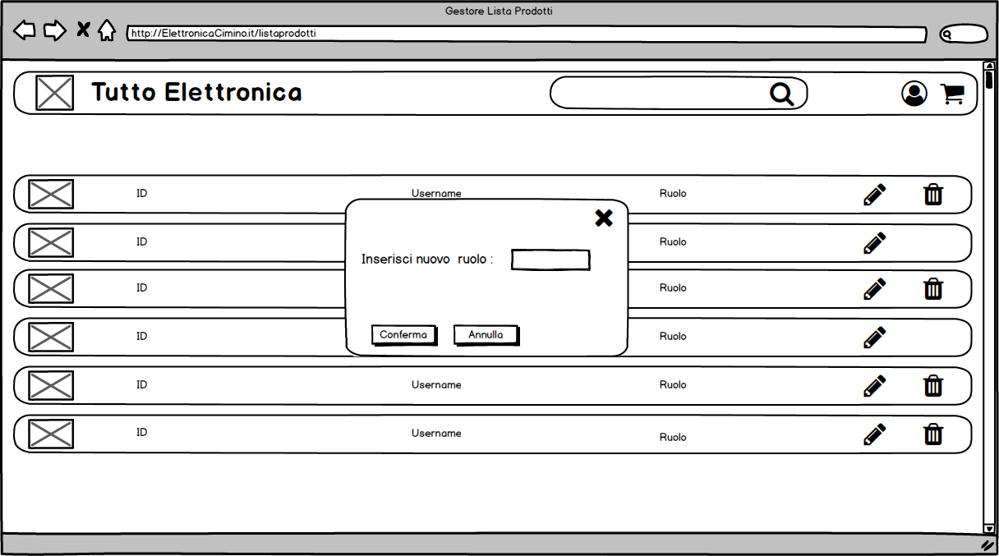 Gestore Lista Prodotti
http://ElettronicaCimino.it/listaprodotti
Tutto Elettronica
ID Username Ruolo
ID Ruolo
Inserisci nuovo ruolo :
ID Ruolo
ID Ruolo
Conferma Annulla
ID Username Ruolo
ID Username Ruolo